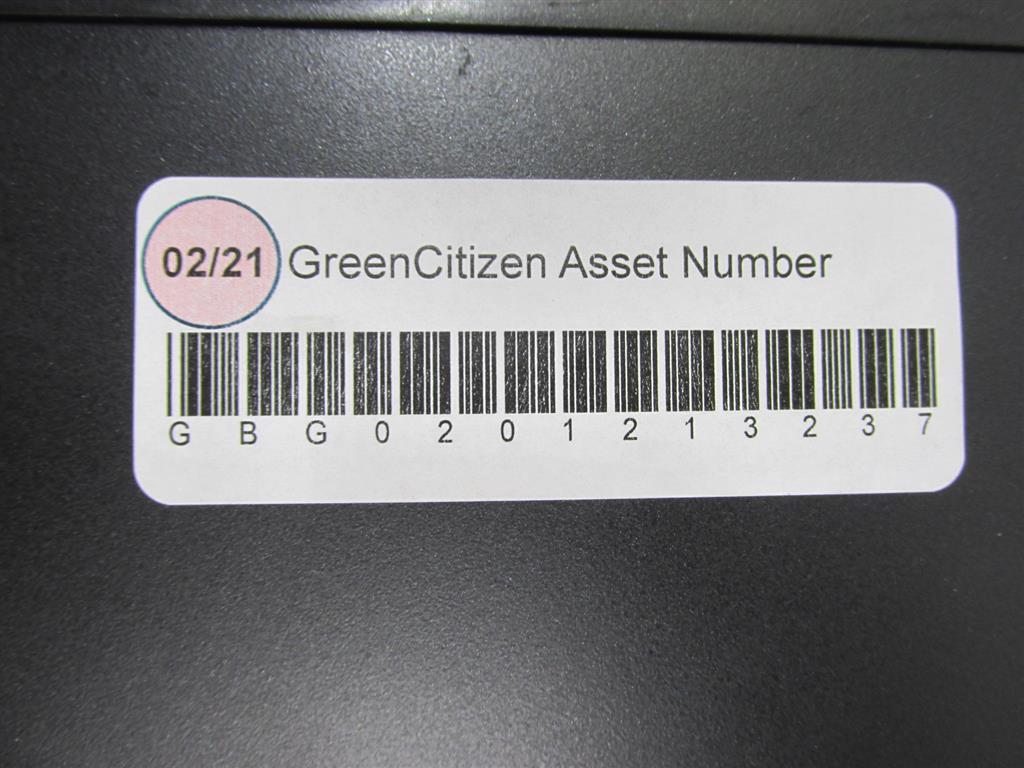 02/21 GreenCitizen Asset Number
G B G 0 2 0 1 2 1 3 2 3 7